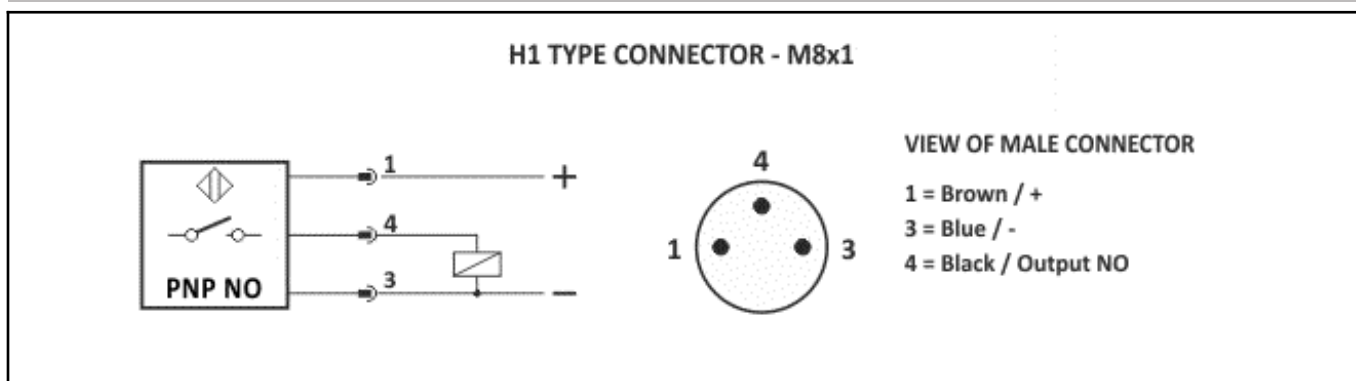 H1 TYPE CONNECTOR - M8x1
1
+
4
3
−
PNP NO
4
1
3
VIEW OF MALE CONNECTOR
1 = Brown / +
3 = Blue / -
4 = Black / Output NO